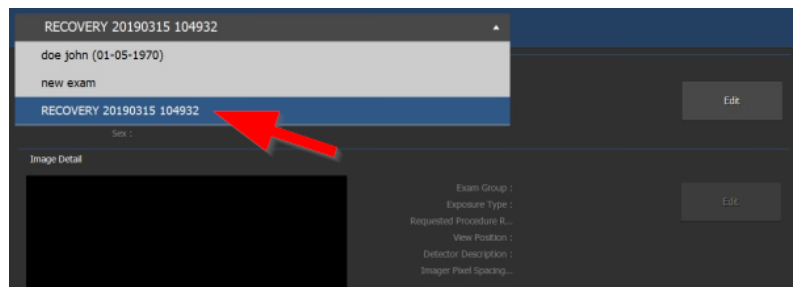 RECOVERY 20190315 104932
doe john (01-05-1970)
new exam
RECOVERY 20190315 104932
Edit
Sex :
Image Detail
Exam Group :
Edit
Exposure Type :
Requested Procedure R...
View Position :
Detector Description :
Imager Pixel Spacing...